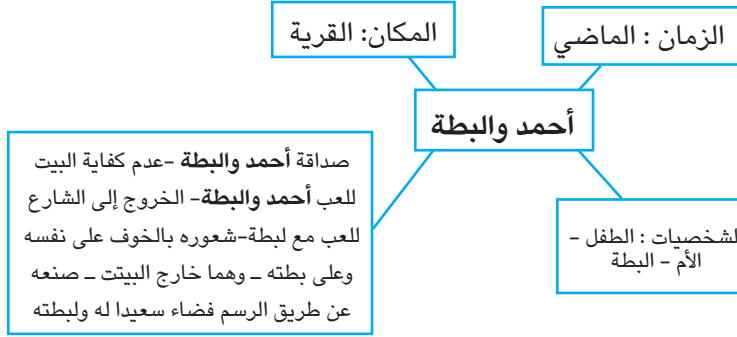 الزمان : الماضي
المكان: القرية
أحمد والبطة
صداقة أحمد والبطة -عدم كفاية البيت
للعب أحمد والبطة- الخروج إلى الشارع
للعب مع لبطة-شعوره بالخوف على نفسه
وعلى بطته – وهما خارج البيتت – صنعه
عن طريق الرسم فضاء سعيدا له ولبطته
لشخصيات : الطفل -
الأم - البطة